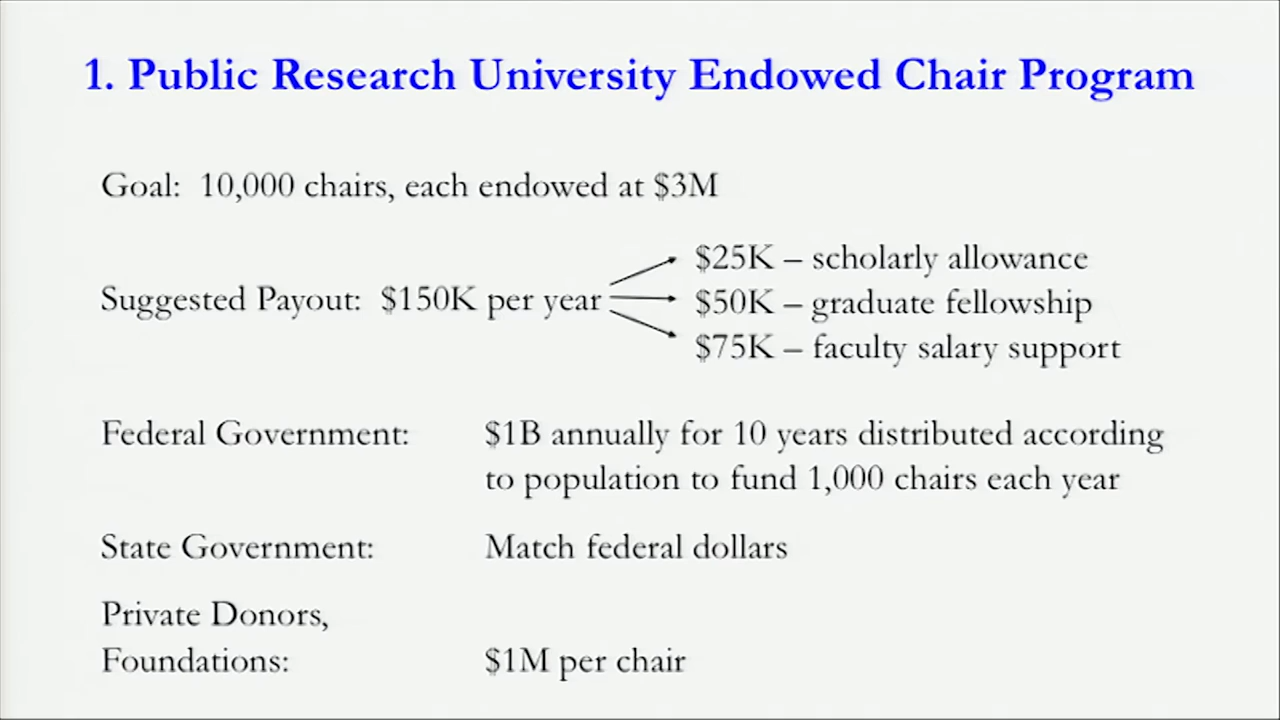 1. Public Research University Endowed Chair Program
Goal: 10,000 chairs, each endowed at $3M
Suggested Payout: $150K per year
$25K – scholarly allowance
$50K – graduate fellowship
$75K – faculty salary support
Federal Government: $1B annually for 10 years distributed according
to population to fund 1,000 chairs each year
State Government: Match federal dollars
Private Donors,
Foundations: $1M per chair